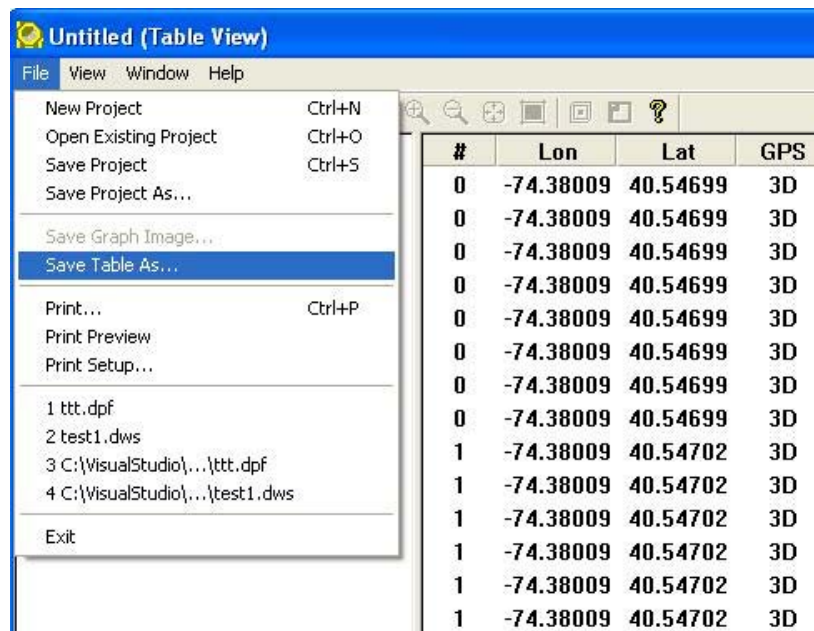 Untitled (Table View)
File View Window Help
New Project Ctrl+N
Open Existing Project Ctrl+O
Save Project Ctrl+S
Save Project As...
Save Graph Image...
Save Table As...
Print... Ctrl+P
Print Preview
Print Setup...
1 ttt.dpf
2 test1.dws
3 C:\VisualStudio\...\ttt.dpf
4 C:\VisualStudio\...\test1.dws
Exit
# Lon Lat GPS
0 -74.38009 40.54699 3D
0 -74.38009 40.54699 3D
0 -74.38009 40.54699 3D
0 -74.38009 40.54699 3D
0 -74.38009 40.54699 3D
0 -74.38009 40.54699 3D
0 -74.38009 40.54699 3D
0 -74.38009 40.54699 3D
1 -74.38009 40.54702 3D
1 -74.38009 40.54702 3D
1 -74.38009 40.54702 3D
1 -74.38009 40.54702 3D
1 -74.38009 40.54702 3D
1 -74.38009 40.54702 3D